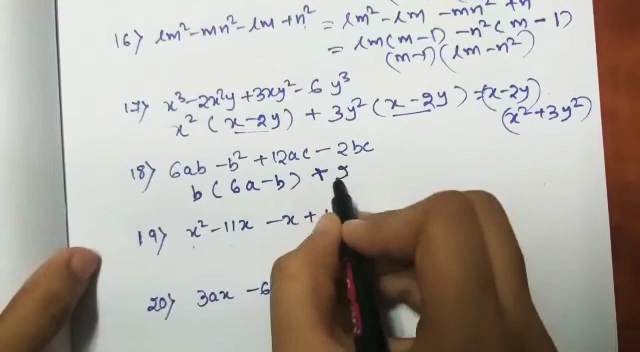 16) lm² - mn² - lm + n² = lm² - lm - mn² + n²
= lm(m-1) - n²(m-1)
(m-1)(lm-n²)
17) x³ - 2x²y + 3xy² - 6y³
x²(x-2y) + 3y²(x-2y) = (x-2y)
(x²+3y²)
18) 6ab - b² + 12ac - 2bc
b(6a-b) +
19) x² - 11x - x +
20) 3ax - 6